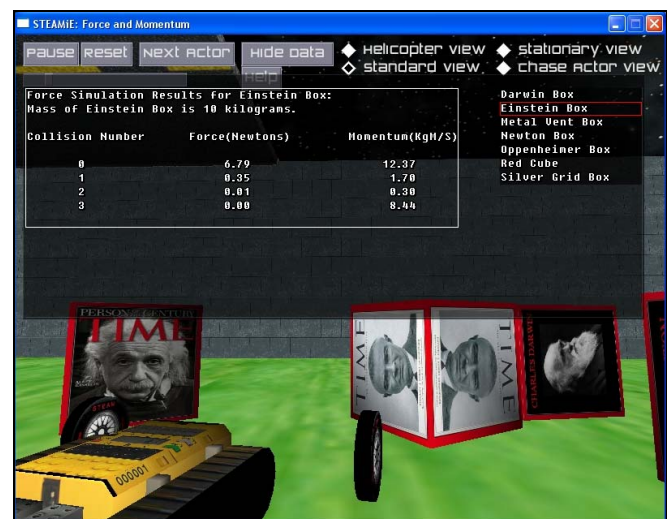 STEAMiE: Force and Momentum
Pause Reset Next Actor Hide Data Helicopter view Stationary view
Help Standard view Chase Actor view
Force Simulation Results for Einstein Box:
Mass of Einstein Box is 10 kilograms.
Collision Number Force(Newtons) Momentum(KgM/S)
0 6.79 12.37
1 0.35 1.70
2 0.01 0.30
3 0.00 8.44
Darwin Box
Einstein Box
Metal Vent Box
Newton Box
Oppenheimer Box
Red Cube
Silver Grid Box
PERSON CENTURY
TIME
TIME
TIME
CHARLES DARWIN
STEAM
000001